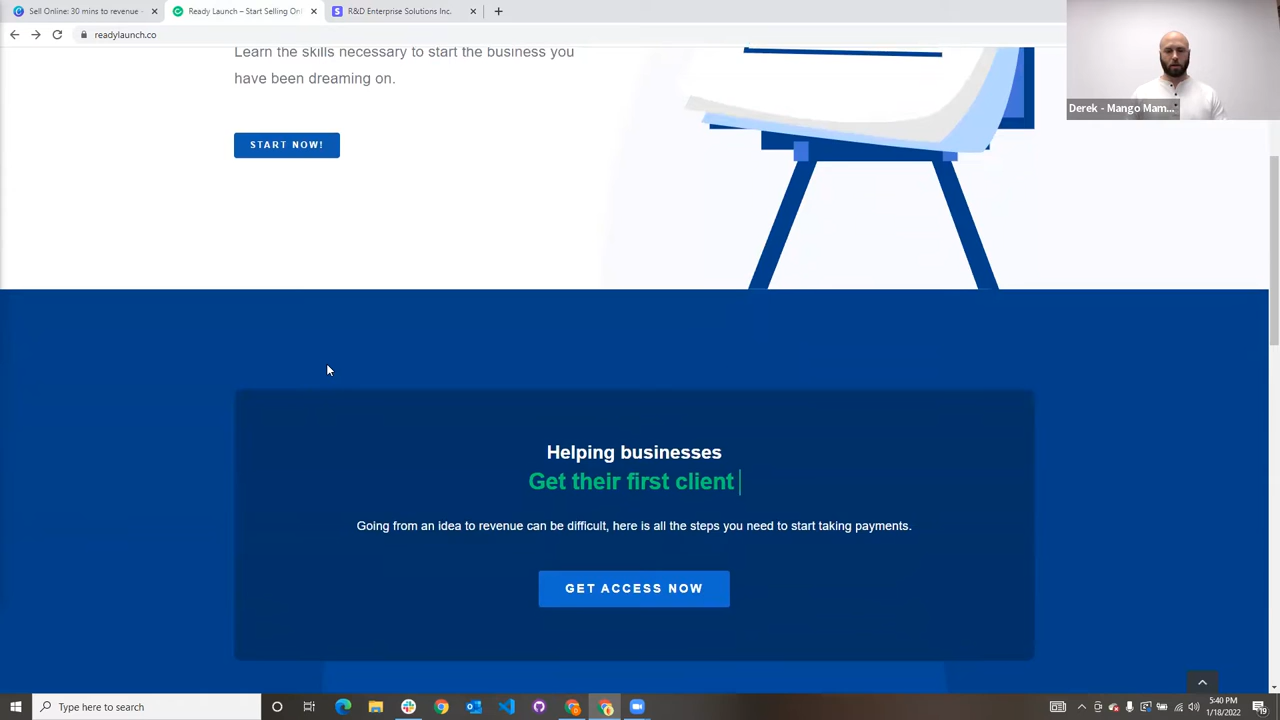 Sell Online: 30 mins to revenue -
Ready Launch – Start Selling Onl
R&D Enterprise Solutions Inc.
readylaunch.co
Learn the skills necessary to start the business you
have been dreaming on.
START NOW!
Derek - Mango Mam...
Helping businesses
Get their first client
Going from an idea to revenue can be difficult, here is all the steps you need to start taking payments.
GET ACCESS NOW
Type here to search
5:40 PM
1/18/2022
19